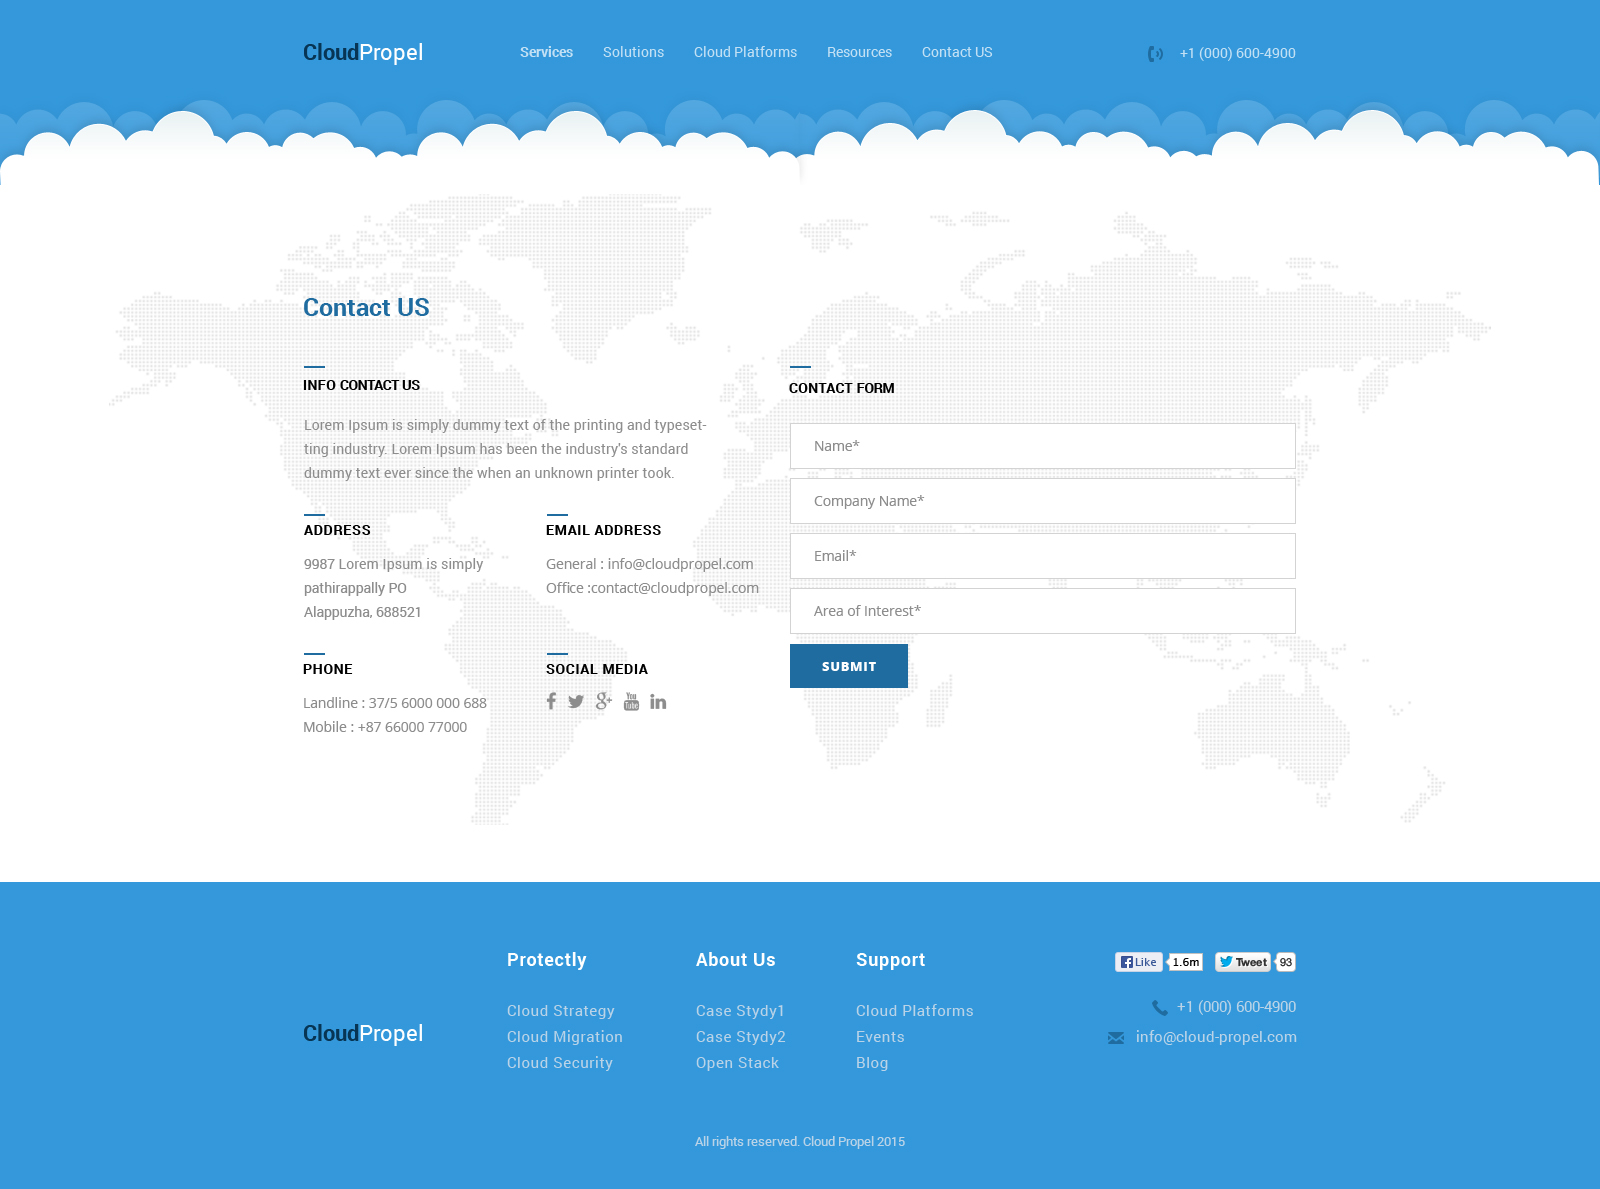 CloudPropel
Services Solutions Cloud Platforms Resources Contact US
+1 (000) 600-4900
Contact US
INFO CONTACT US
Lorem Ipsum is simply dummy text of the printing and typeset-
ting industry. Lorem Ipsum has been the industry's standard
dummy text ever since the when an unknown printer took.
ADDRESS
9987 Lorem Ipsum is simply
pathirappally PO
Alappuzha, 688521
EMAIL ADDRESS
General : info@cloudpropel.com
Office :contact@cloudpropel.com
PHONE
Landline : 37/5 6000 000 688
Mobile : +87 66000 77000
SOCIAL MEDIA
You
Tube
CONTACT FORM
Name*
Company Name*
Email*
Area of Interest*
SUBMIT
CloudPropel
Protectly
Cloud Strategy
Cloud Migration
Cloud Security
About Us
Case Stydy1
Case Stydy2
Open Stack
Support
Cloud Platforms
Events
Blog
Like 1.6m Tweet 93
+1 (000) 600-4900
info@cloud-propel.com
All rights reserved. Cloud Propel 2015